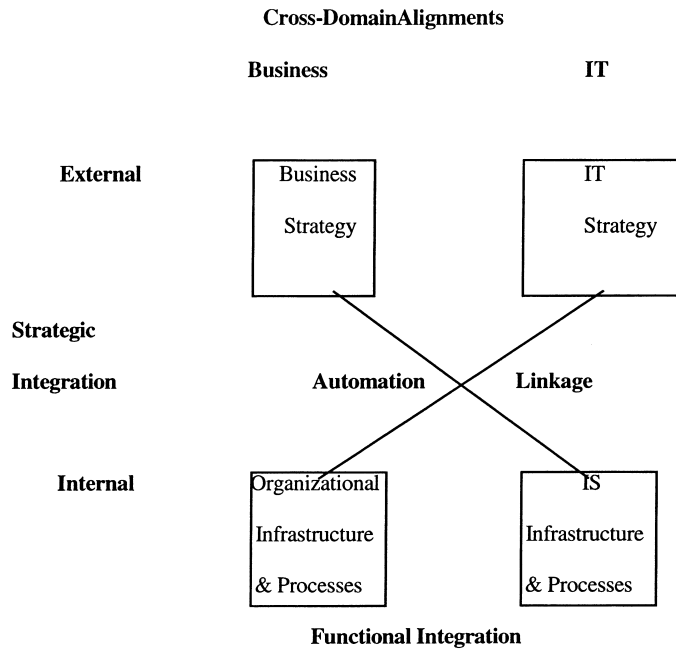 Cross-DomainAlignments
Business IT
External Business IT
Strategy Strategy
Strategic
Integration Automation Linkage
Internal Organizational IS
Infrastructure Infrastructure
& Processes & Processes
Functional Integration